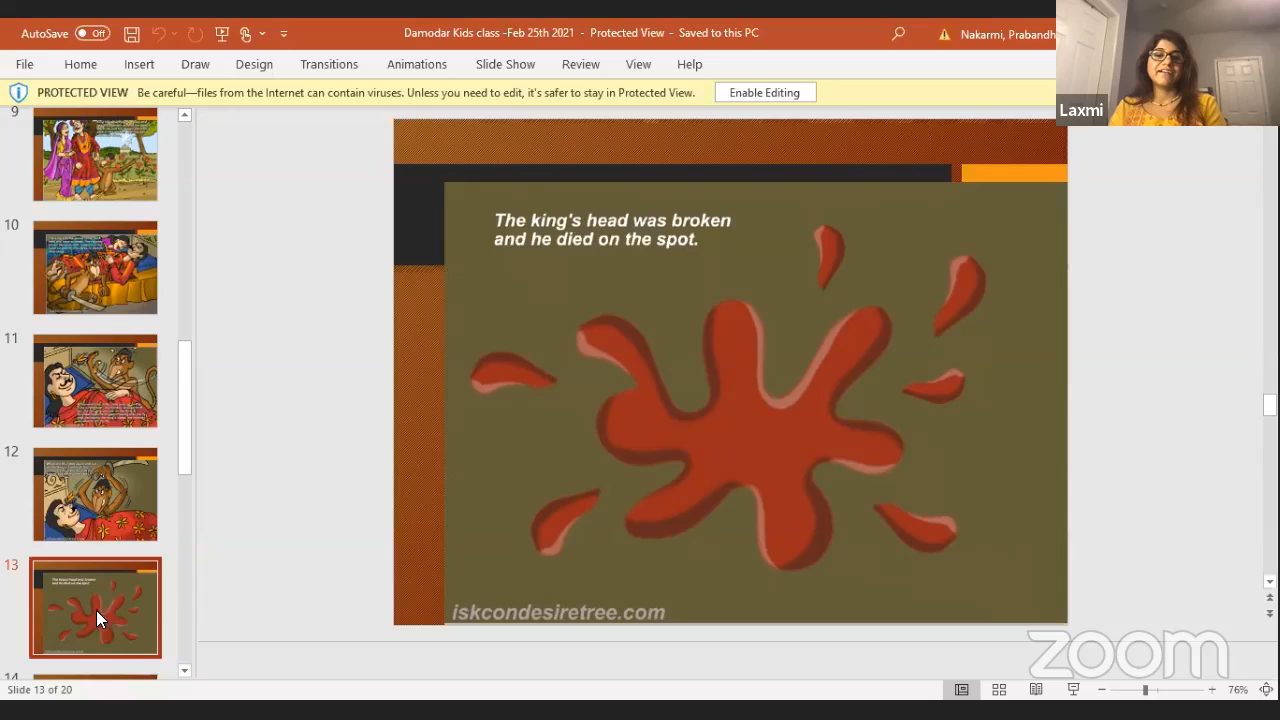 AutoSave Off
Damodar Kids class -Feb 25th 2021 - Protected View - Saved to this PC
Nakarmi, Prabandh
File Home Insert Draw Design Transitions Animations Slide Show Review View Help
PROTECTED VIEW Be careful—files from the Internet can contain viruses. Unless you need to edit, it's safer to stay in Protected View. Enable Editing
Laxmi
9
10
11
12
13
14
The king's head was broken
and he died on the spot.
iskcondesiretree.com
zoom
Slide 13 of 20
76%